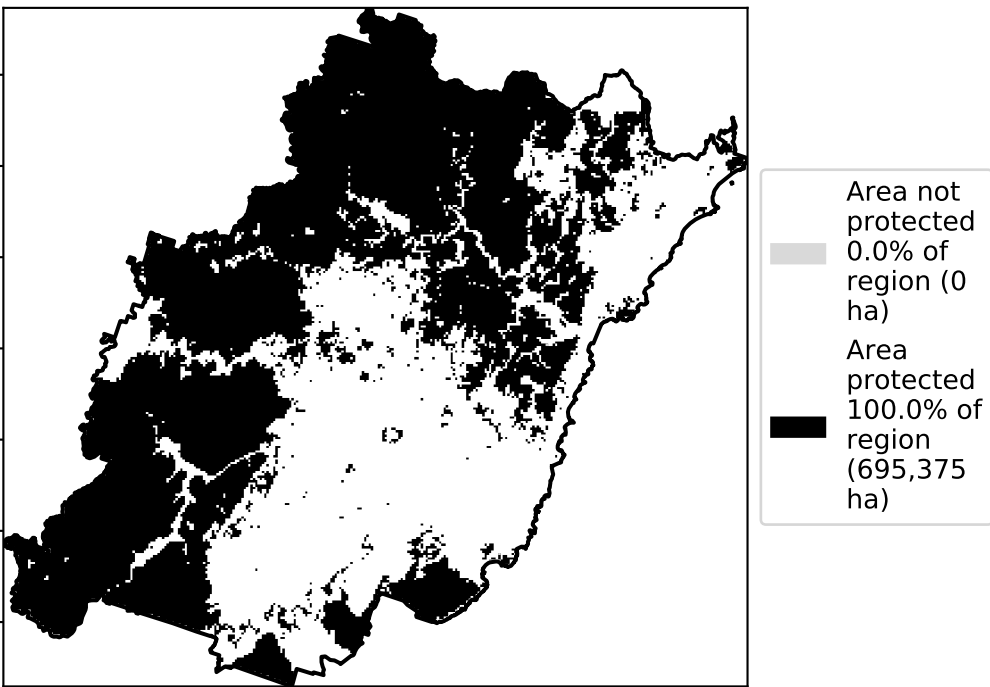 Area not
protected
0.0% of
region (0
ha)
Area
protected
100.0% of
region
(695,375
ha)